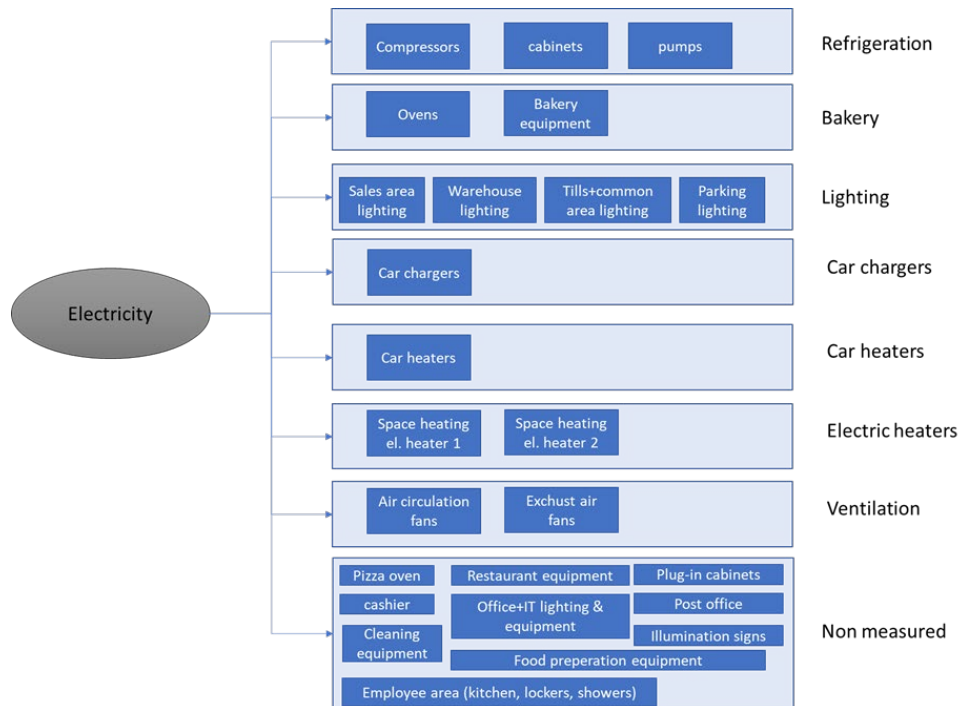 Compressors
cabinets
pumps
Refrigeration
Ovens
Bakery
equipment
Bakery
Sales area
lighting
Warehouse
lighting
Tills+common
area lighting
Parking
lighting
Lighting
Electricity
Car chargers
Car chargers
Car heaters
Car heaters
Space heating
el. heater 1
Space heating
el. heater 2
Electric heaters
Air circulation
fans
Exchust air
fans
Ventilation
Pizza oven
Restaurant equipment
Plug-in cabinets
cashier
Office+IT lighting &
equipment
Post office
Cleaning
equipment
Illumination signs
Non measured
Food preperation equipment
Employee area (kitchen, lockers, showers)